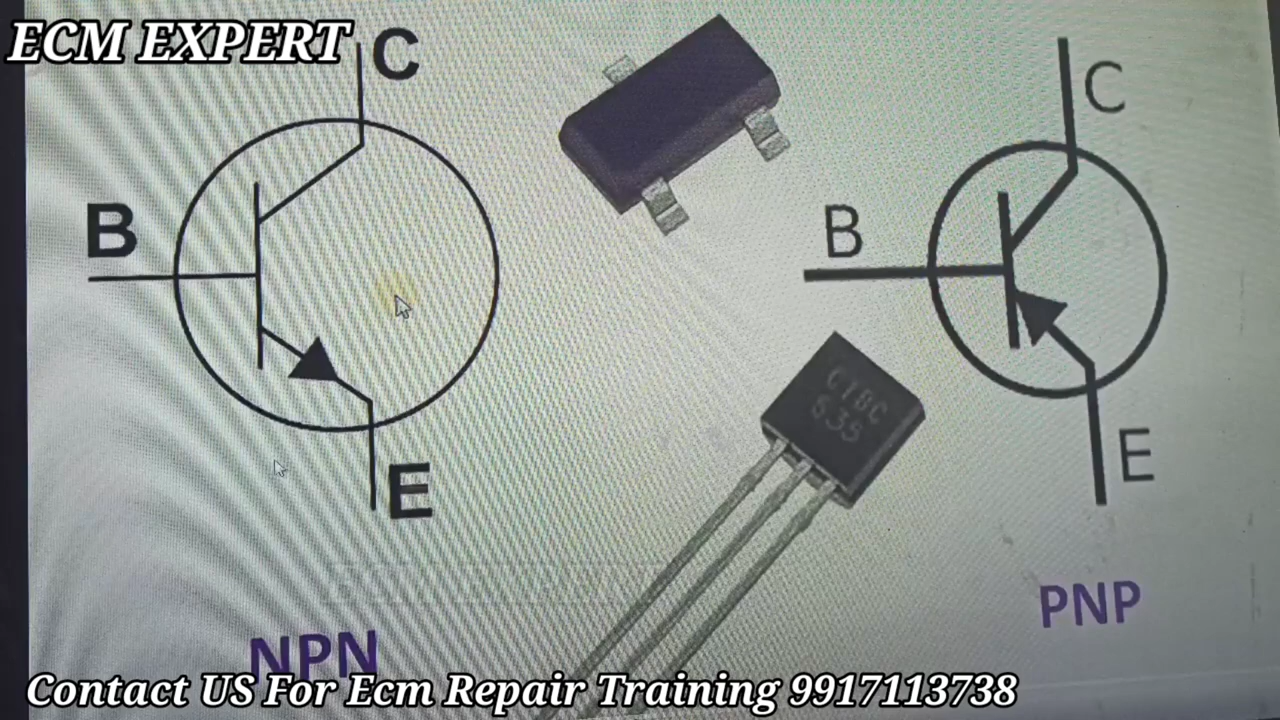 ECM EXPERT
C
B
E
NPN
C
B
E
PNP
Contact US For Ecm Repair Training 9917113738